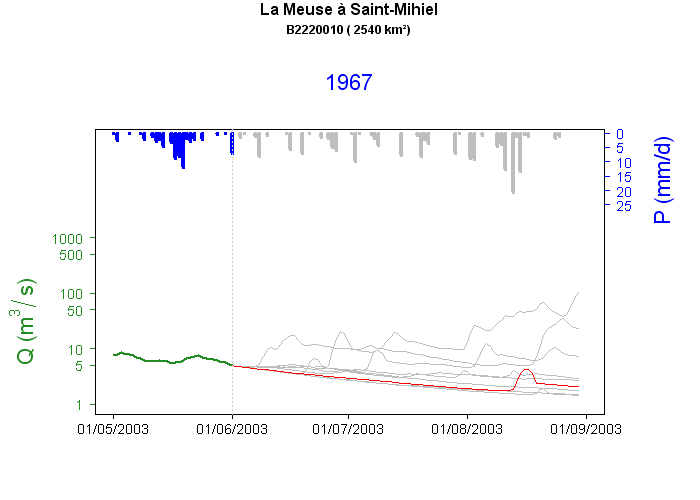 La Meuse à Saint-Mihiel
B2220010 ( 2540 km²)
1967
0
5
10
15
20
25
P (mm/d)
1000
500
100
50
10
5
1
Q (m³/ s)
01/05/2003 01/06/2003 01/07/2003 01/08/2003 01/09/2003